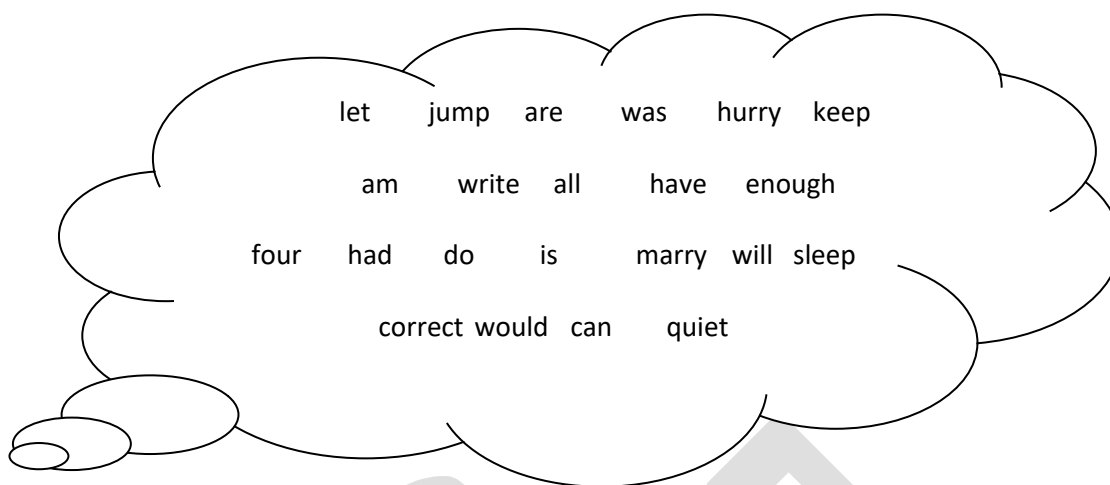 let jump are was hurry keep
am write all have enough
four had do is marry will sleep
correct would can quiet